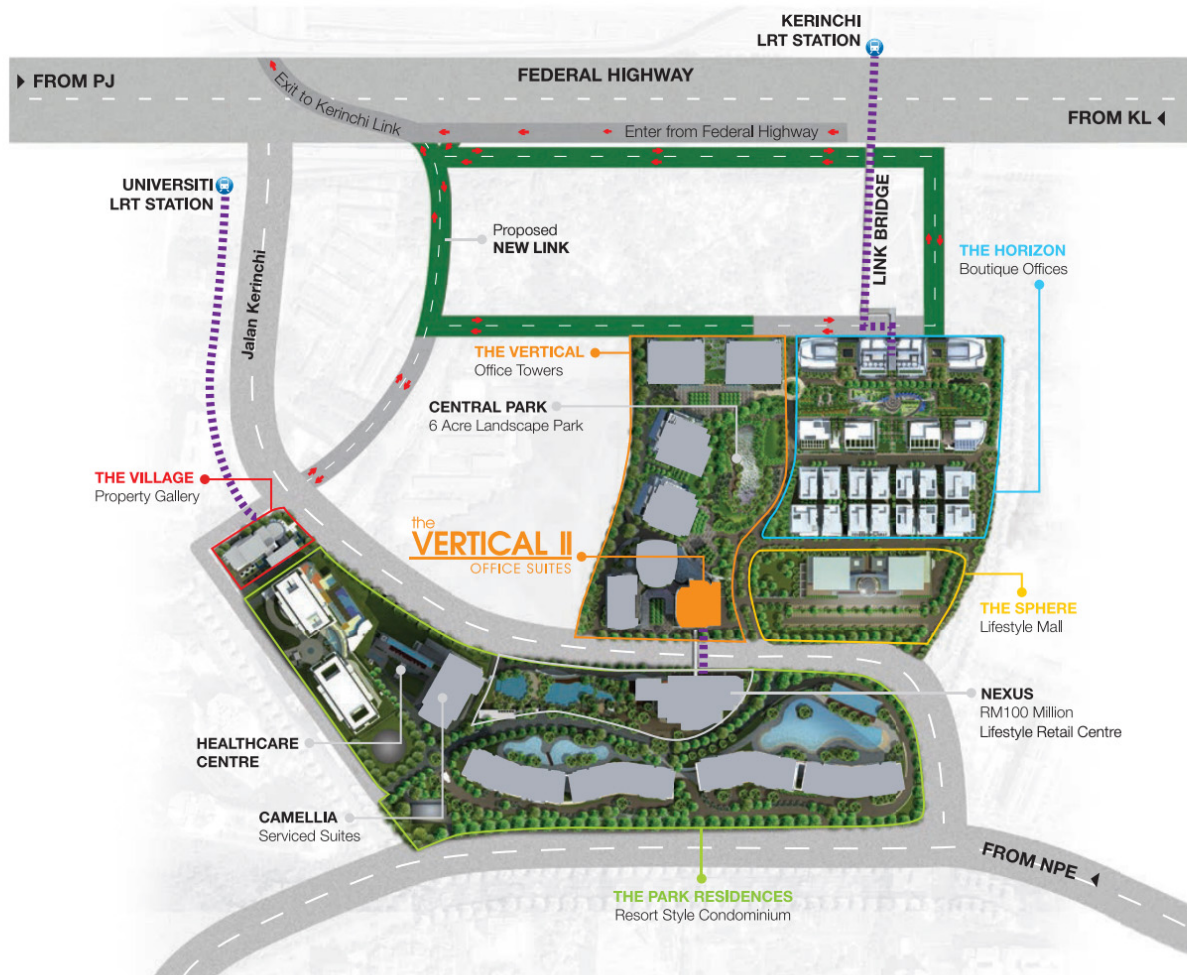 KERINCHI
LRT STATION
FROM PJ
FEDERAL HIGHWAY
Exit to Kerinchi Link
Enter from Federal Highway
FROM KL
UNIVERSITI
LRT STATION
Jalan Kerinchi
Proposed
NEW LINK
LINK BRIDGE
THE HORIZON
Boutique Offices
THE VERTICAL
Office Towers
CENTRAL PARK
6 Acre Landscape Park
THE VILLAGE
Property Gallery
the
VERTICAL II
OFFICE SUITES
THE SPHERE
Lifestyle Mall
NEXUS
RM100 Million
Lifestyle Retail Centre
HEALTHCARE
CENTRE
CAMELLIA
Serviced Suites
FROM NPE
THE PARK RESIDENCES
Resort Style Condominium